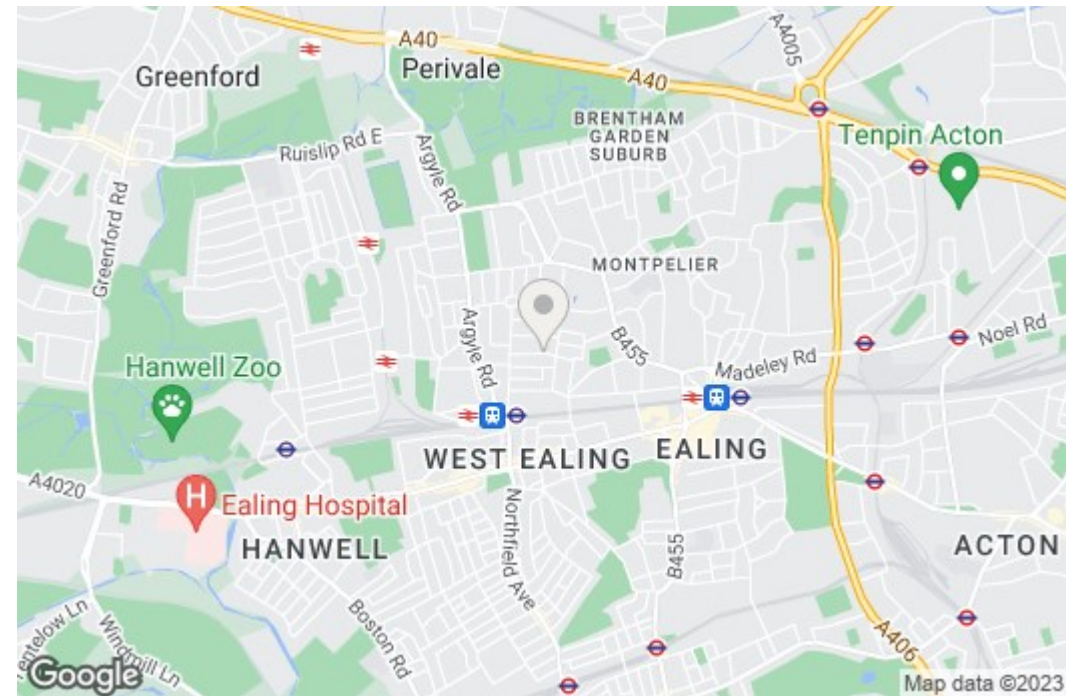 A40
A4005
Greenford
Perivale
A40
BRENTHAM
GARDEN
SUBURB
Tenpin Acton
Ruislip Rd E
Argyle Rd
Greenford Rd
MONTPELIER
Argyle Rd
B455
Noel Rd
Madeley Rd
Hanwell Zoo
WEST EALING
EALING
A4020
H
Ealing Hospital
HANWELL
Northfield Ave
B455
ACTON
Boston Rd
Windmill Ln
A406
Google
Map data ©2023